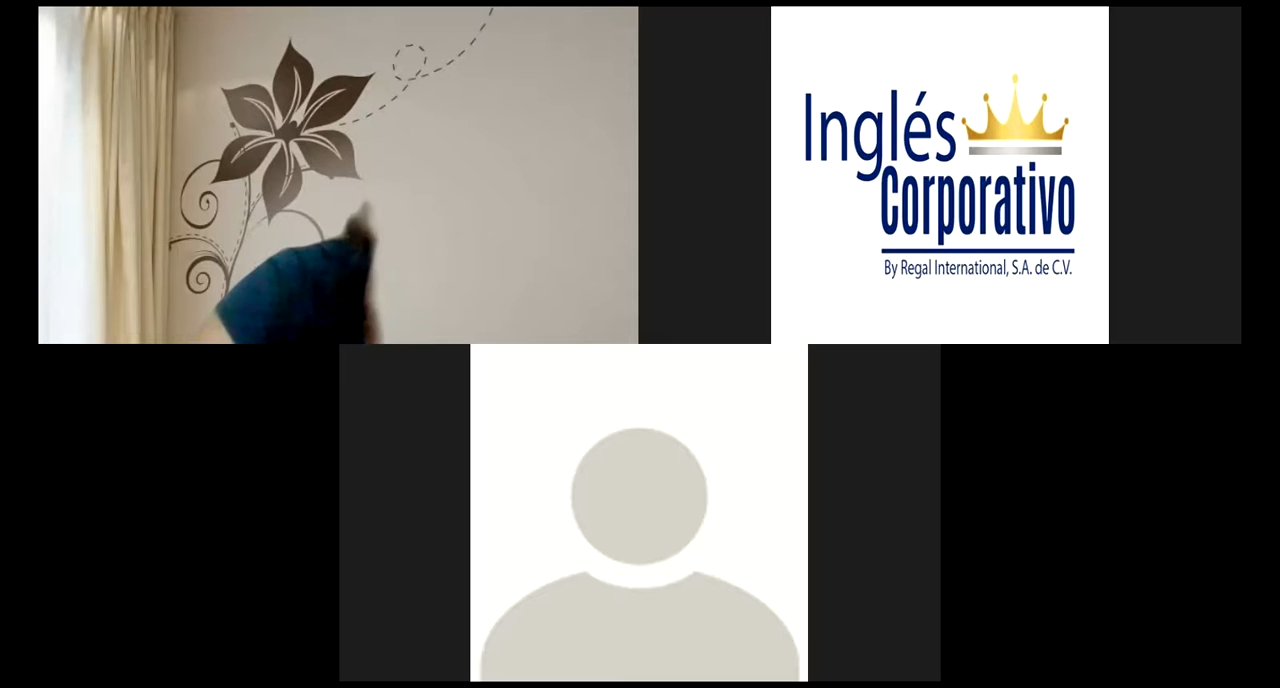 Inglés
Corporativo
By Regal International, S.A. de C.V.